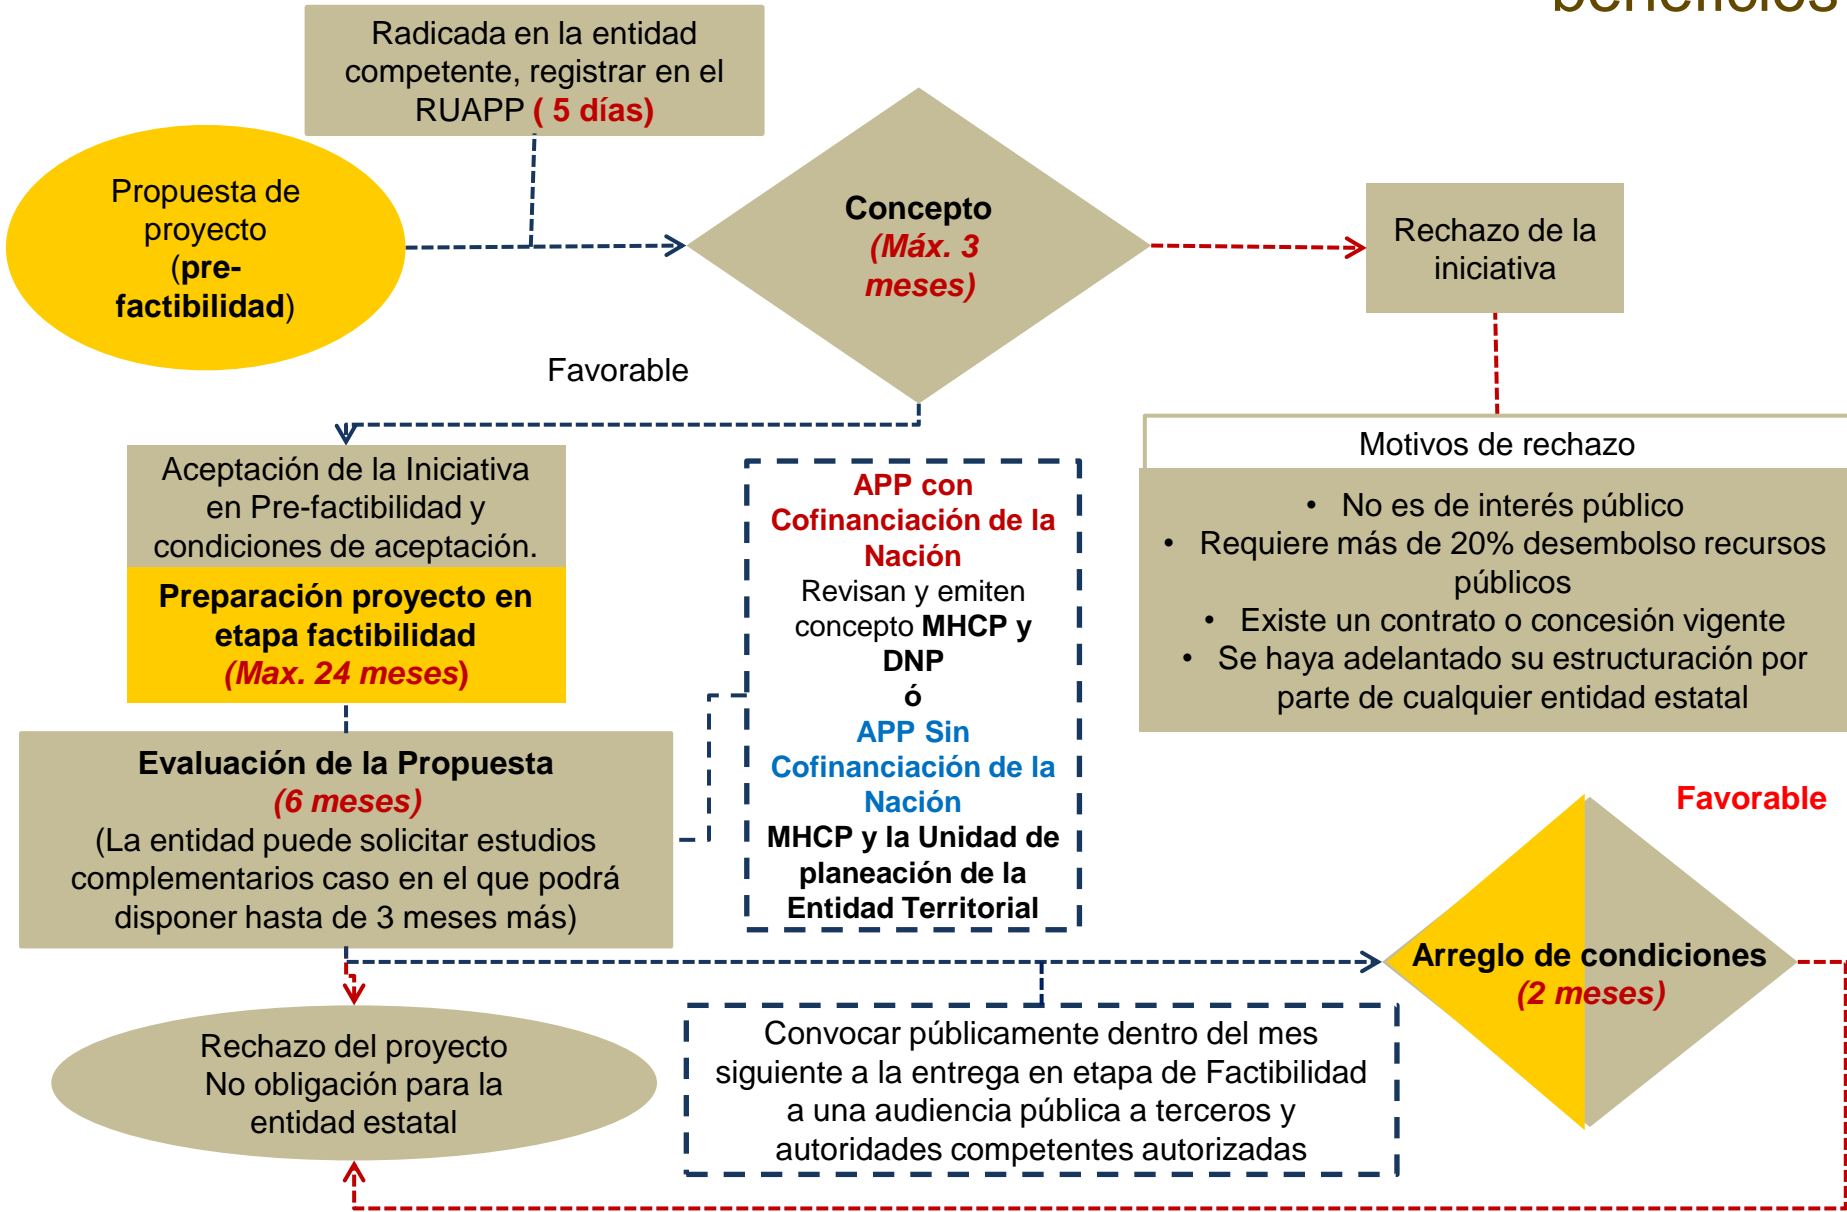 beneficios
Radicada en la entidad
competente, registrar en el
RUAPP ( 5 días)
Propuesta de
proyecto
(pre-
factibilidad)
Concepto
(Máx. 3
meses)
Rechazo de la
iniciativa
Favorable
Motivos de rechazo
• No es de interés público
• Requiere más de 20% desembolso recursos
públicos
• Existe un contrato o concesión vigente
• Se haya adelantado su estructuración por
parte de cualquier entidad estatal
Aceptación de la Iniciativa
en Pre-factibilidad y
condiciones de aceptación.
Preparación proyecto en
etapa factibilidad
(Max. 24 meses)
APP con
Cofinanciación de la
Nación
Revisan y emiten
concepto MHCP y
DNP
ó
APP Sin
Cofinanciación de la
Nación
MHCP y la Unidad de
planeación de la
Entidad Territorial
Evaluación de la Propuesta
(6 meses)
(La entidad puede solicitar estudios
complementarios caso en el que podrá
disponer hasta de 3 meses más)
Favorable
Arreglo de condiciones
(2 meses)
Rechazo del proyecto
No obligación para la
entidad estatal
Convocar públicamente dentro del mes
siguiente a la entrega en etapa de Factibilidad
a una audiencia pública a terceros y
autoridades competentes autorizadas